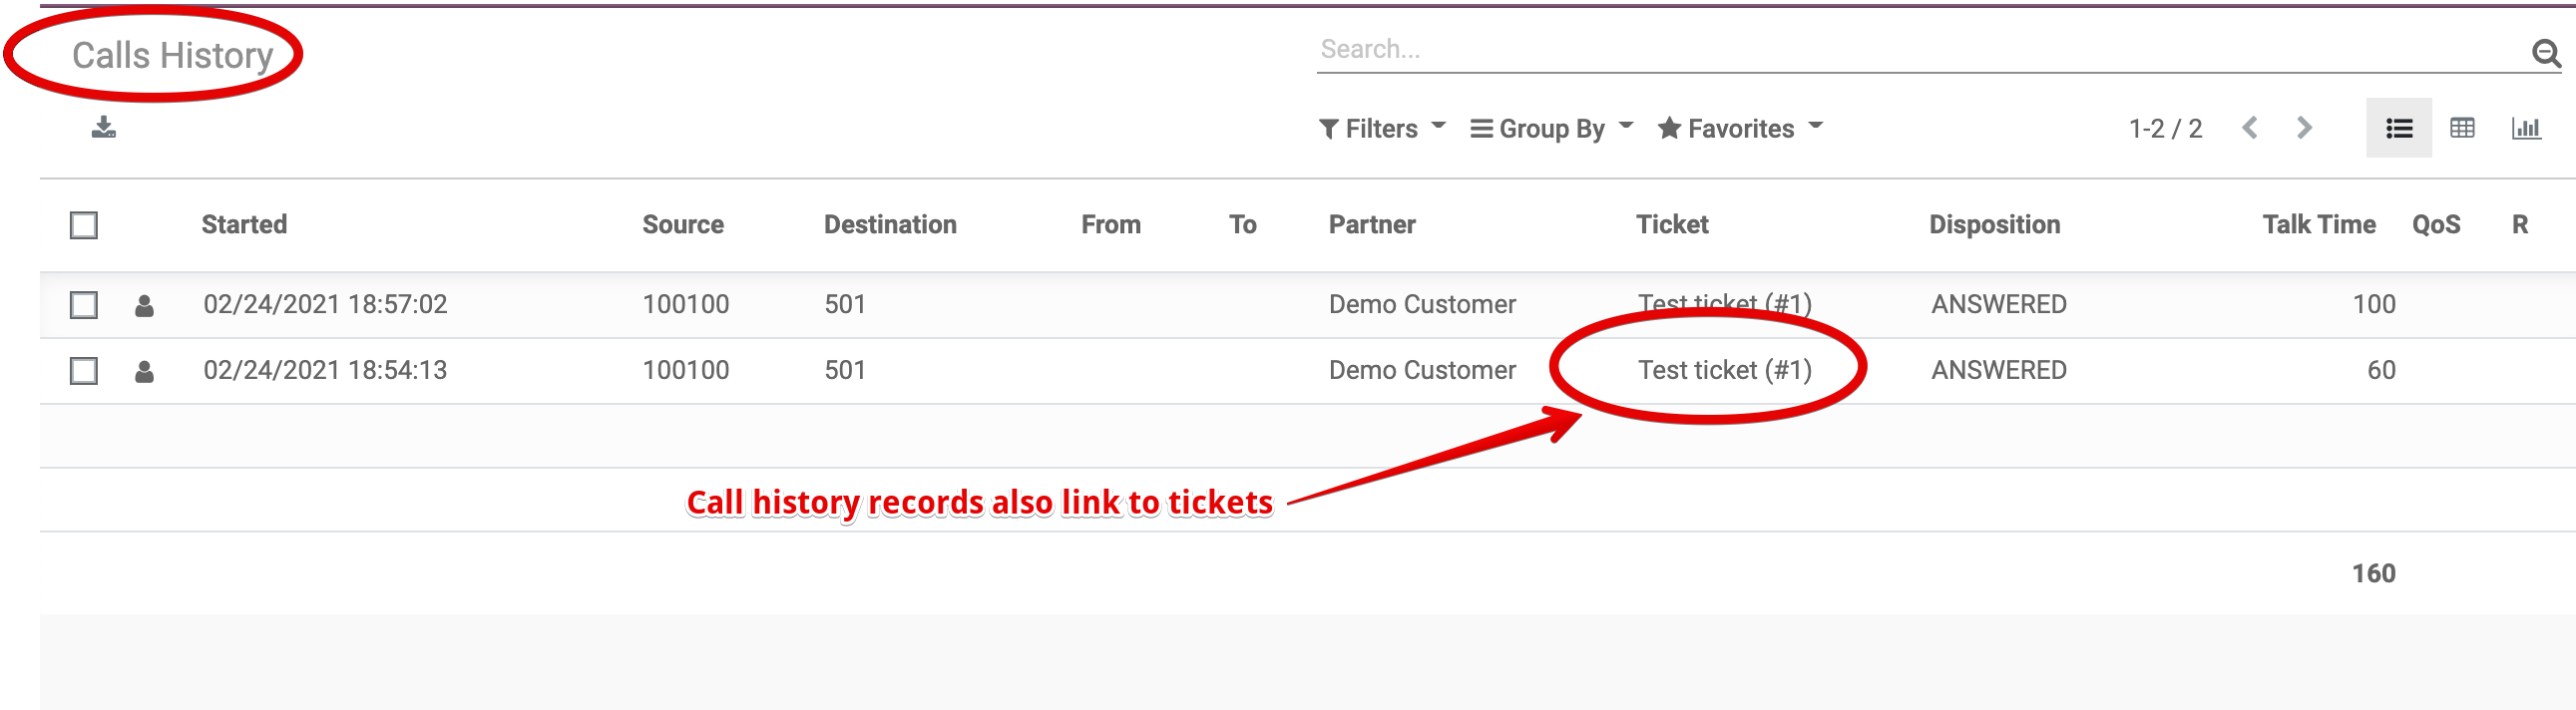 Calls History
Search...
Filters Group By Favorites 1-2 / 2
Started Source Destination From To Partner Ticket Disposition Talk Time QoS R
02/24/2021 18:57:02 100100 501 Demo Customer Test ticket (#1) ANSWERED 100
02/24/2021 18:54:13 100100 501 Demo Customer Test ticket (#1) ANSWERED 60
Call history records also link to tickets
160